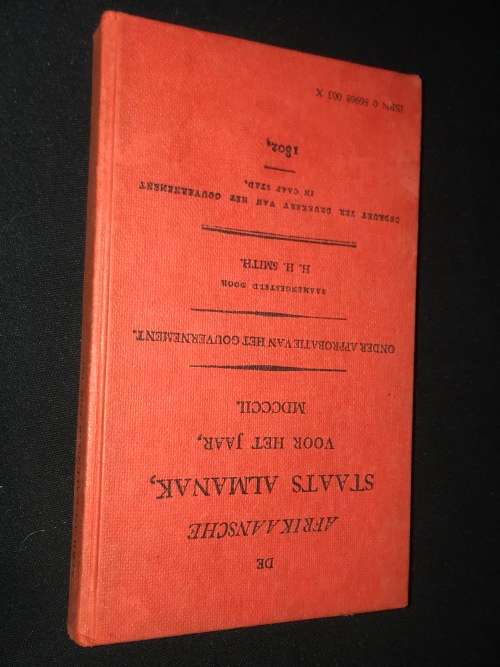 DE
AFRIKAANSCHE
STAATS ALMANAK,
VOOR HET JAAR,
MDCCCII.
ONDER APPROBATIE VAN HET GOUVERNEMENT.
SAAMENGESTELD DOOR
H. H. SMITH.
GEDRUKT TER DRUKKERY VAN HET GOUVERNEMENT
IN CAAP STAD,
1802,
ISBN 0 86968 003 X